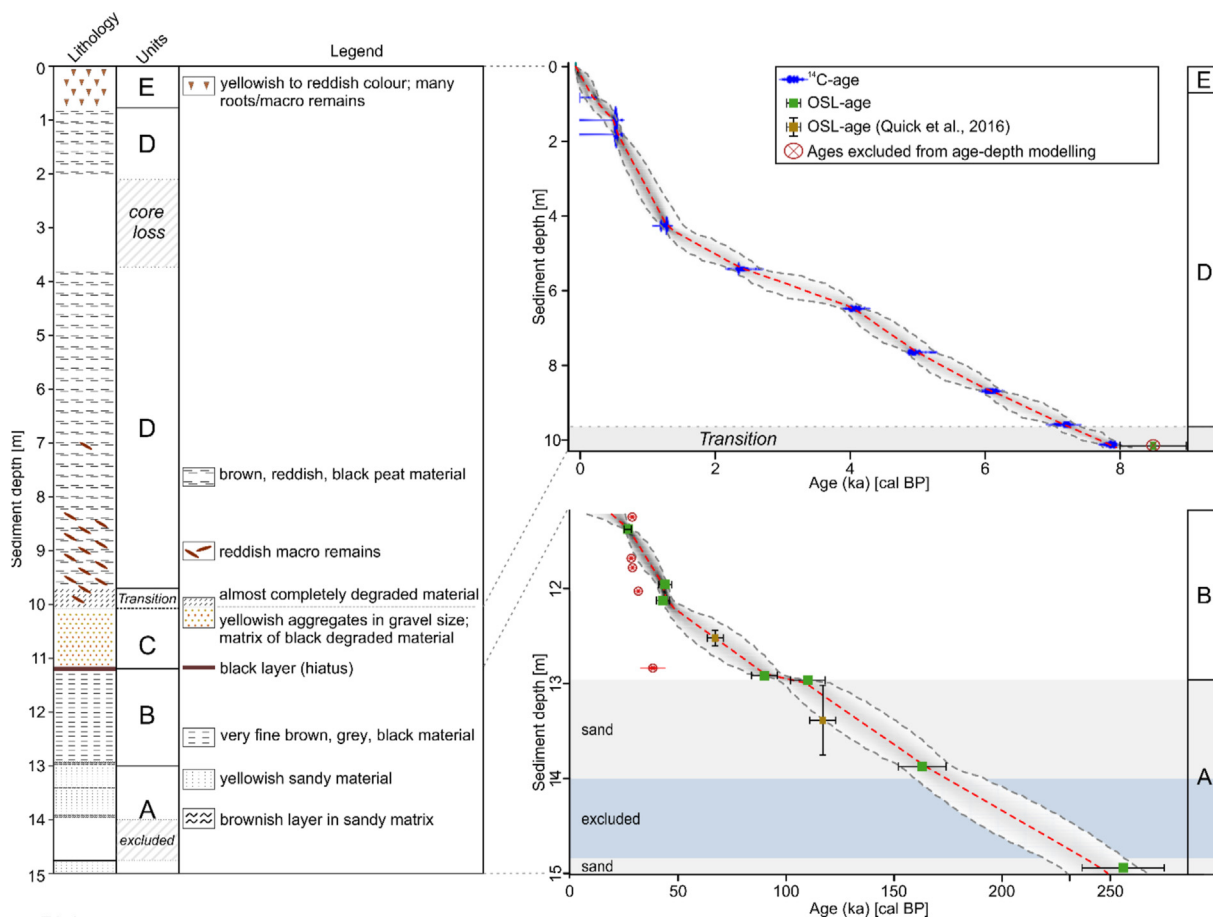 Lithology
Units
Legend
0
1
2
3
4
5
6
7
8
9
10
11
12
13
14
15
Sediment depth [m]
E
D
core
loss
D
Transition
C
B
A
excluded
yellowish to reddish colour; many
roots/macro remains
brown, reddish, black peat material
reddish macro remains
almost completely degraded material
yellowish aggregates in gravel size;
matrix of black degraded material
black layer (hiatus)
very fine brown, grey, black material
yellowish sandy material
brownish layer in sandy matrix
0
2
4
6
8
10
Sediment depth [m]
14C-age
OSL-age
OSL-age (Quick et al., 2016)
Ages excluded from age-depth modelling
Transition
E
D
0
2
4
6
8
Age (ka) [cal BP]
12
13
14
15
Sediment depth [m]
sand
excluded
sand
B
A
0
50
100
150
200
250
Age (ka) [cal BP]